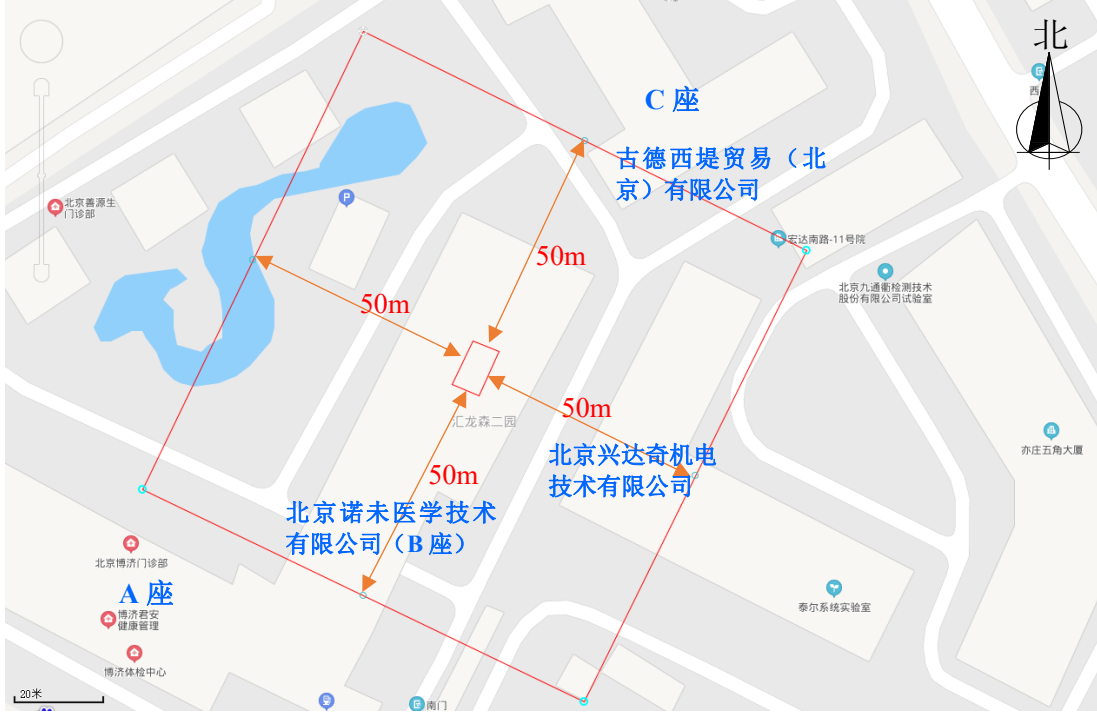 北
C 座
西
古德西堤贸易（北
京）有限公司
P
北京善源生
门诊部
宏达南路-11号院
50m
北京九通衢检测技术
股份有限公司试验室
50m
50m
汇龙森二园
亦庄五角大厦
北京兴达奇机电
技术有限公司
50m
北京诺未医学技术
有限公司（B 座）
北京博济门诊部
A 座
泰尔系统实验室
博济君安
健康管理
博济体检中心
20米
南门